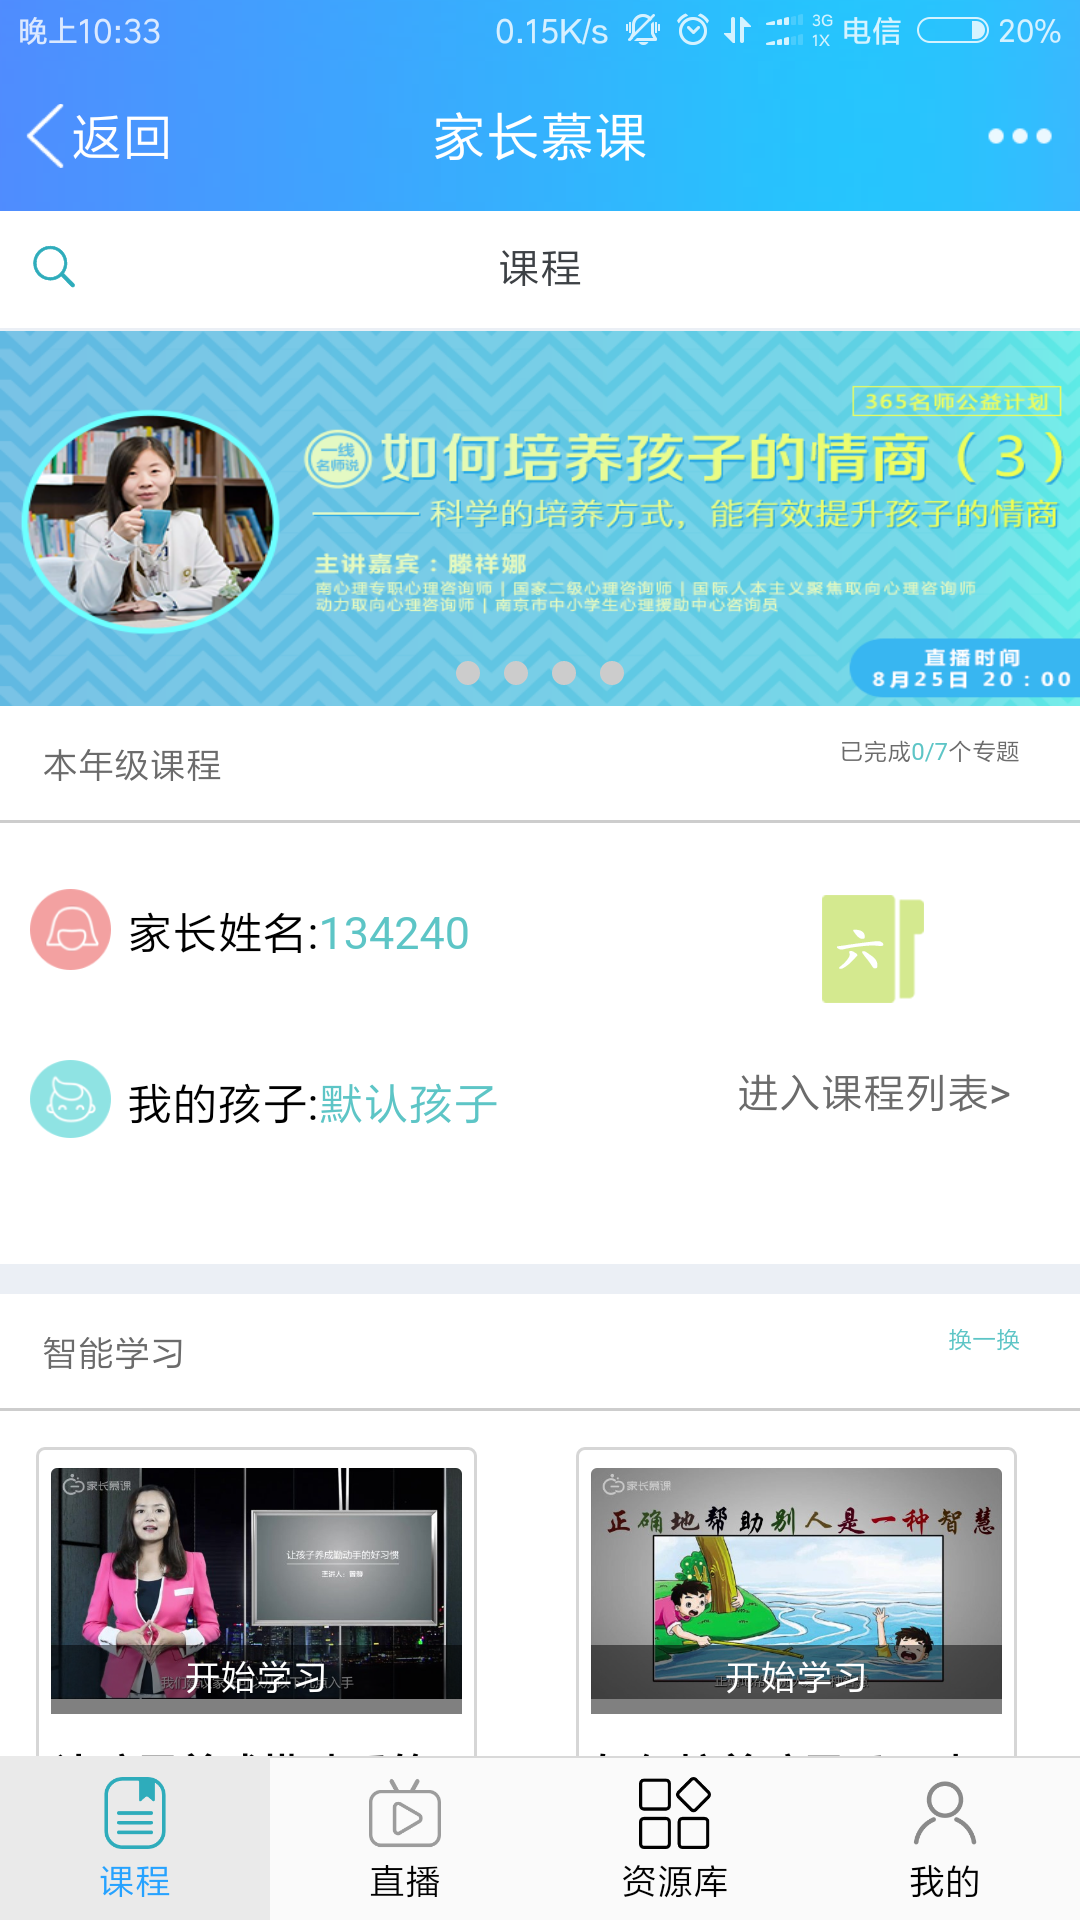 晚上10:33
0.15K/s
3G
1X
电信
20%
返回
家长慕课
课程
365名师公益计划
一线
名师说
如何培养孩子的情商（3）
科学的培养方式，能有效提升孩子的情商
主讲嘉宾：滕祥娜
南心理专职心理咨询师 | 国家二级心理咨询师 | 国际人本主义聚焦取向心理咨询师
动力取向心理咨询师 | 南京市中小学生心理援助中心咨询员
直播时间
8月25日 20：00
本年级课程
已完成0/7个专题
家长姓名:134240
六
我的孩子:默认孩子
进入课程列表>
智能学习
换一换
家长慕课
让孩子养成勤动手的好习惯
开始学习
家长慕课
正确地帮助别人是一种智慧
开始学习
课程
直播
资源库
我的